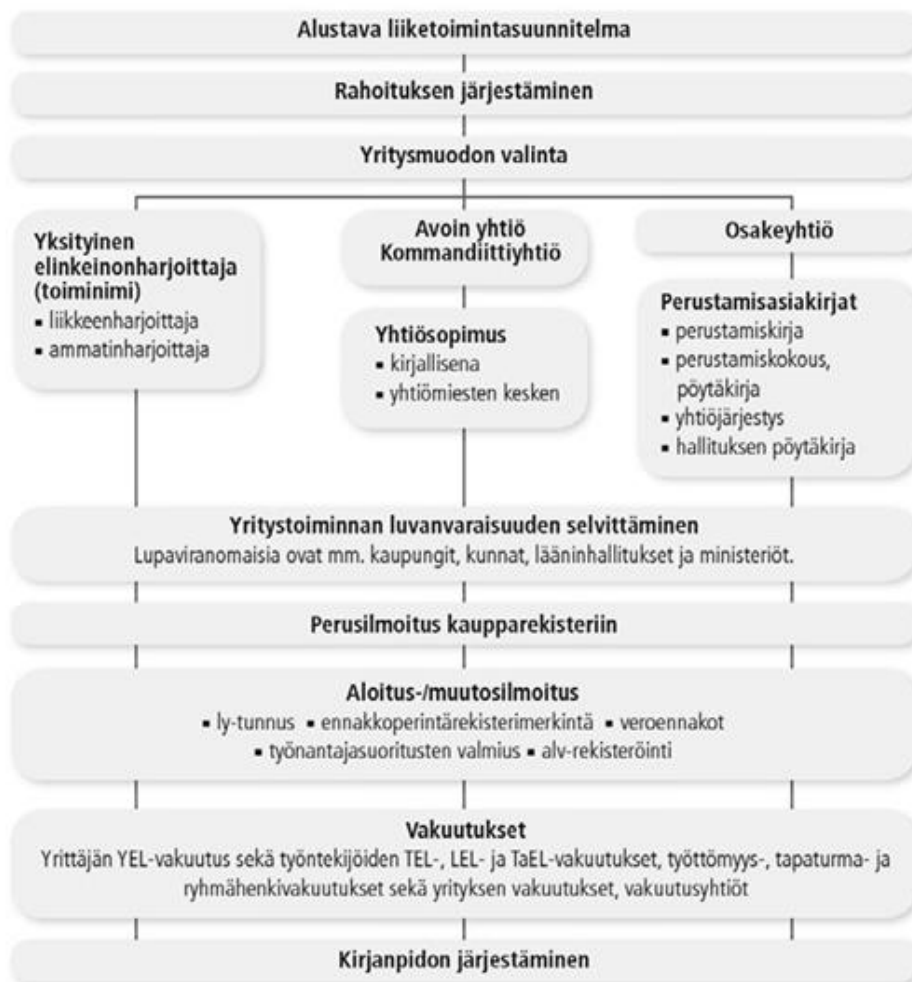 Alustava liiketoimintasuunnitelma
Rahoituksen järjestäminen
Yritysmuodon valinta
Yksityinen
elinkeinonharjoittaja
(toiminimi)
▪ liikkeenharjoittaja
▪ ammatinharjoittaja
Avoin yhtiö
Kommandiittiyhtiö
Yhtiösopimus
▪ kirjallisena
▪ yhtiömiesten kesken
Osakeyhtiö
Perustamisasiakirjat
▪ perustamiskirja
▪ perustamiskokous,
pöytäkirja
▪ yhtiöjärjestys
▪ hallituksen pöytäkirja
Yritystoiminnan luvanvaraisuuden selvittäminen
Lupaviranomaisia ovat mm. kaupungit, kunnat, lääninhallitukset ja ministeriöt.
Perusilmoitus kaupparekisteriin
Aloitus-/muutosilmoitus
▪ ly-tunnus ▪ ennakkoperintärekisterimerkintä ▪ veroennakot
▪ työnantajasuoritusten valmius ▪ alv-rekisteröinti
Vakuutukset
Yrittäjän YEL-vakuutus sekä työntekijöiden TEL-, LEL- ja TaEL-vakuutukset, työttömyys-, tapaturma- ja
ryhmähenkivakuutukset sekä yrityksen vakuutukset, vakuutusyhtiöt
Kirjanpidon järjestäminen